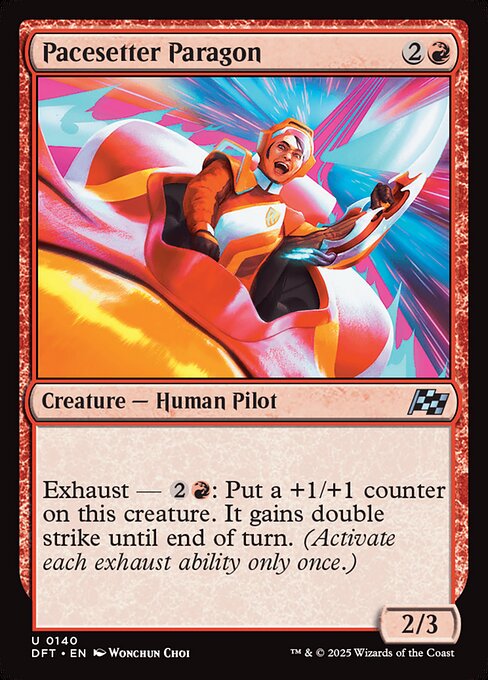 Pacesetter Paragon 2
Creature — Human Pilot
Exhaust — 2 : Put a +1/+1 counter
on this creature. It gains double
strike until end of turn. (Activate
each exhaust ability only once.)
2/3
U 0140
DFT • EN Wonchun Choi
™ & © 2025 Wizards of the Coast